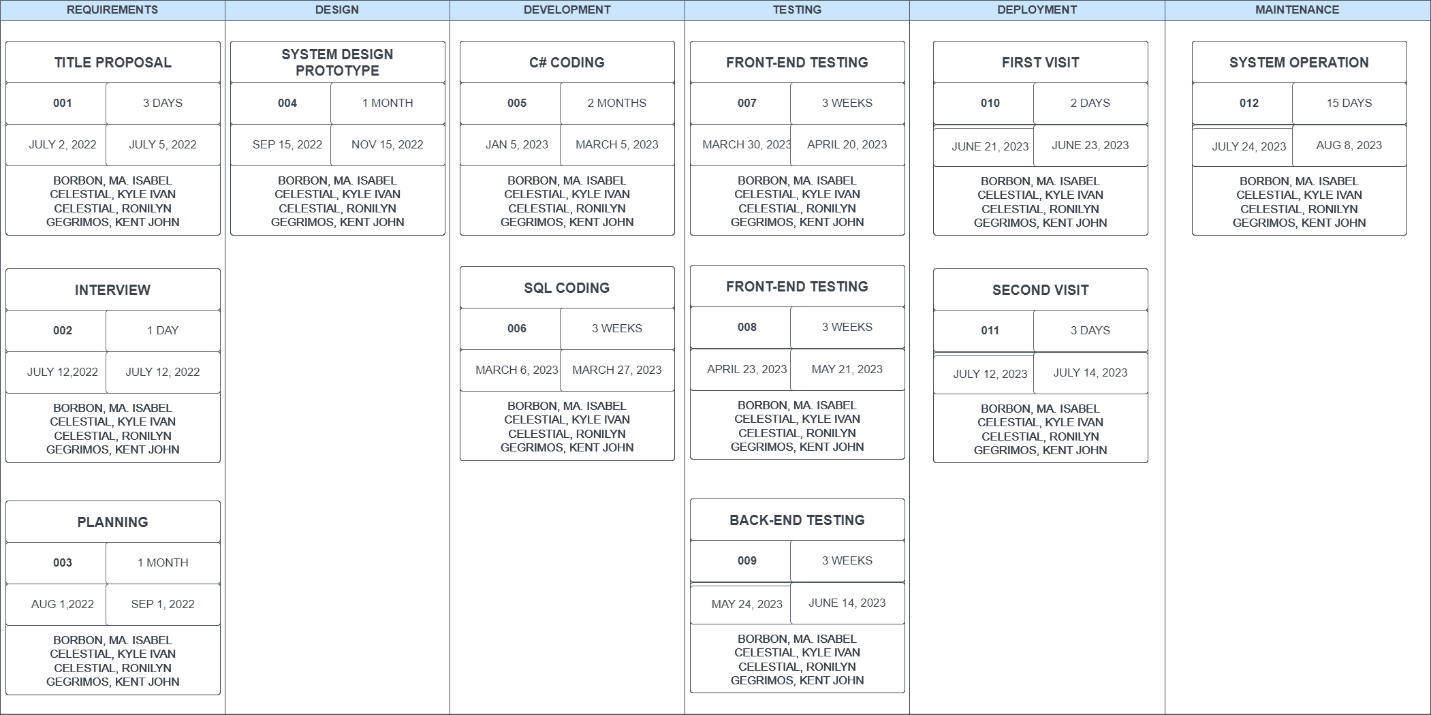 REQUIREMENTS
DESIGN
DEVELOPMENT
TESTING
DEPLOYMENT
MAINTENANCE
TITLE PROPOSAL
001
3 DAYS
JULY 2, 2022
JULY 5, 2022
BORBON, MA. ISABEL
CELESTIAL, KYLE IVAN
CELESTIAL, RONILYN
GEGRIMOS, KENT JOHN
INTERVIEW
002
1 DAY
JULY 12,2022
JULY 12, 2022
BORBON, MA. ISABEL
CELESTIAL, KYLE IVAN
CELESTIAL, RONILYN
GEGRIMOS, KENT JOHN
PLANNING
003
1 MONTH
AUG 1,2022
SEP 1, 2022
BORBON, MA. ISABEL
CELESTIAL, KYLE IVAN
CELESTIAL, RONILYN
GEGRIMOS, KENT JOHN
SYSTEM DESIGN
PROTOTYPE
004
1 MONTH
SEP 15, 2022
NOV 15, 2022
BORBON, MA. ISABEL
CELESTIAL, KYLE IVAN
CELESTIAL, RONILYN
GEGRIMOS, KENT JOHN
C# CODING
005
2 MONTHS
JAN 5, 2023
MARCH 5, 2023
BORBON, MA. ISABEL
CELESTIAL, KYLE IVAN
CELESTIAL, RONILYN
GEGRIMOS, KENT JOHN
SQL CODING
006
3 WEEKS
MARCH 6, 2023
MARCH 27, 2023
BORBON, MA. ISABEL
CELESTIAL, KYLE IVAN
CELESTIAL, RONILYN
GEGRIMOS, KENT JOHN
FRONT-END TESTING
007
3 WEEKS
MARCH 30, 2023
APRIL 20, 2023
BORBON, MA. ISABEL
CELESTIAL, KYLE IVAN
CELESTIAL, RONILYN
GEGRIMOS, KENT JOHN
FRONT-END TESTING
008
3 WEEKS
APRIL 23, 2023
MAY 21, 2023
BORBON, MA. ISABEL
CELESTIAL, KYLE IVAN
CELESTIAL, RONILYN
GEGRIMOS, KENT JOHN
BACK-END TESTING
009
3 WEEKS
MAY 24, 2023
JUNE 14, 2023
BORBON, MA. ISABEL
CELESTIAL, KYLE IVAN
CELESTIAL, RONILYN
GEGRIMOS, KENT JOHN
FIRST VISIT
010
2 DAYS
JUNE 21, 2023
JUNE 23, 2023
BORBON, MA. ISABEL
CELESTIAL, KYLE IVAN
CELESTIAL, RONILYN
GEGRIMOS, KENT JOHN
SECOND VISIT
011
3 DAYS
JULY 12, 2023
JULY 14, 2023
BORBON, MA. ISABEL
CELESTIAL, KYLE IVAN
CELESTIAL, RONILYN
GEGRIMOS, KENT JOHN
SYSTEM OPERATION
012
15 DAYS
JULY 24, 2023
AUG 8, 2023
BORBON, MA. ISABEL
CELESTIAL, KYLE IVAN
CELESTIAL, RONILYN
GEGRIMOS, KENT JOHN